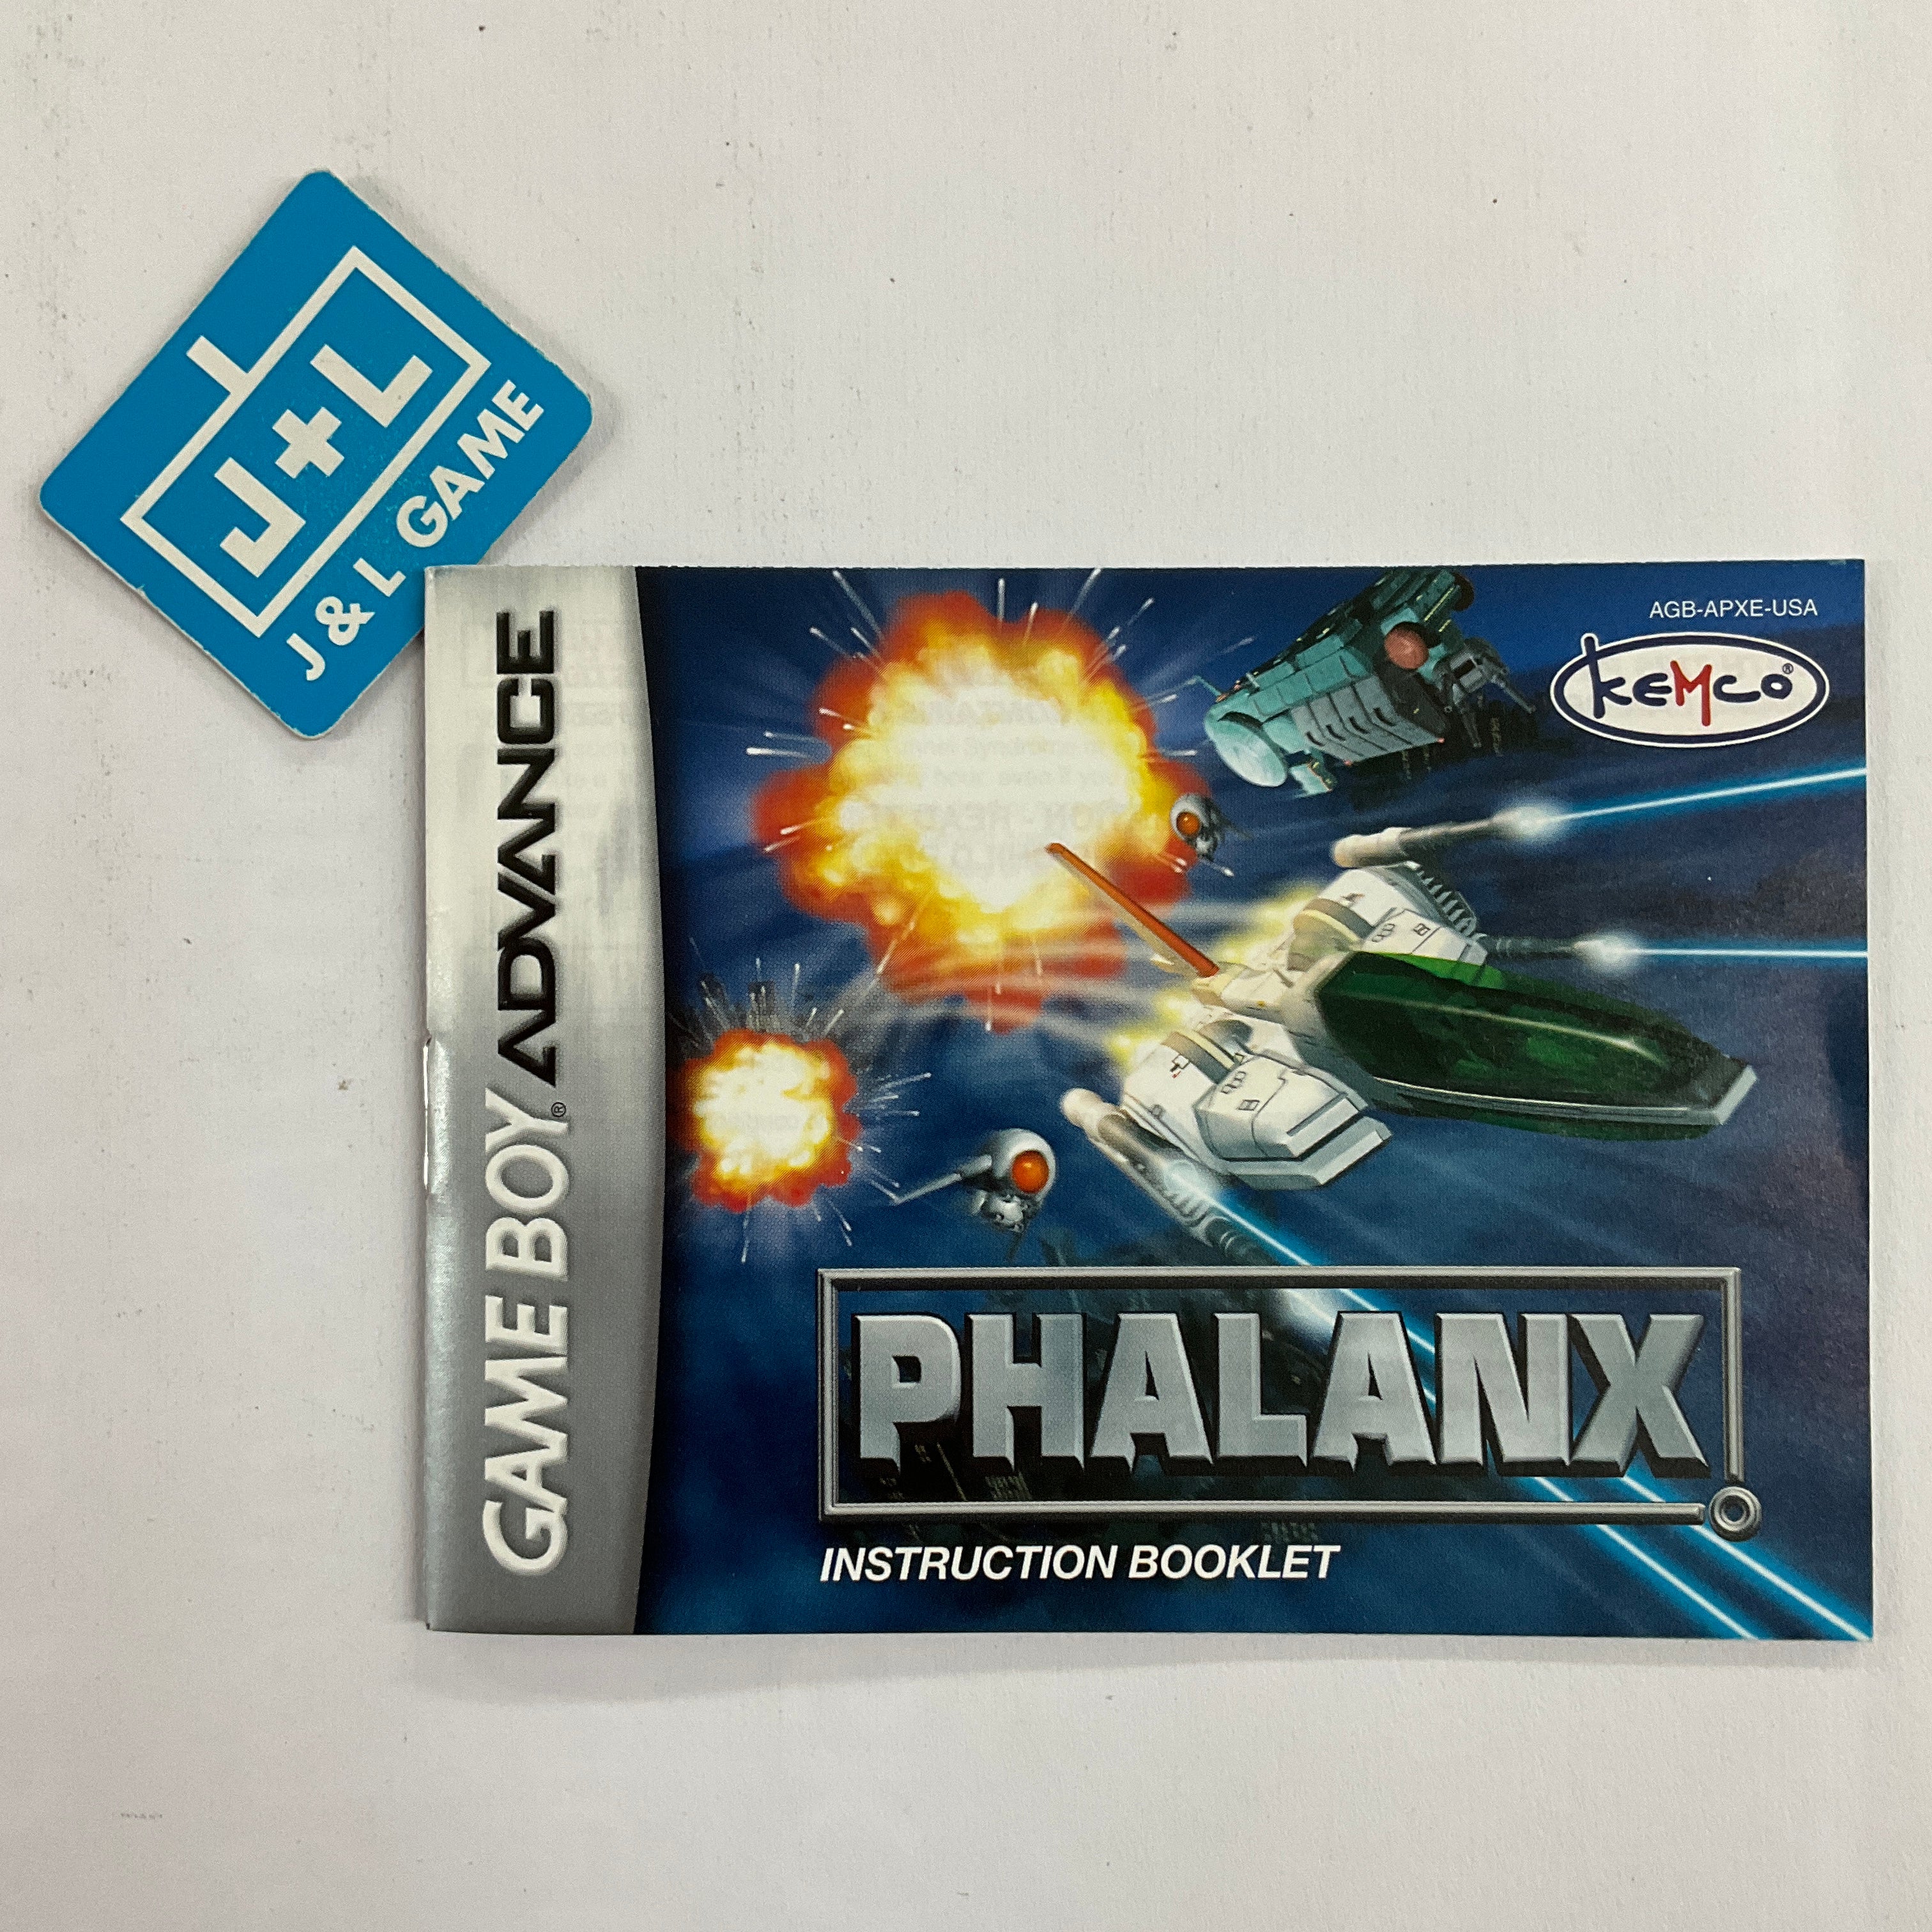 J+L
J & L GAME
GAME BOY® ADVANCE
AGB-APXE-USA
KEMCO®
PHALANX
INSTRUCTION BOOKLET